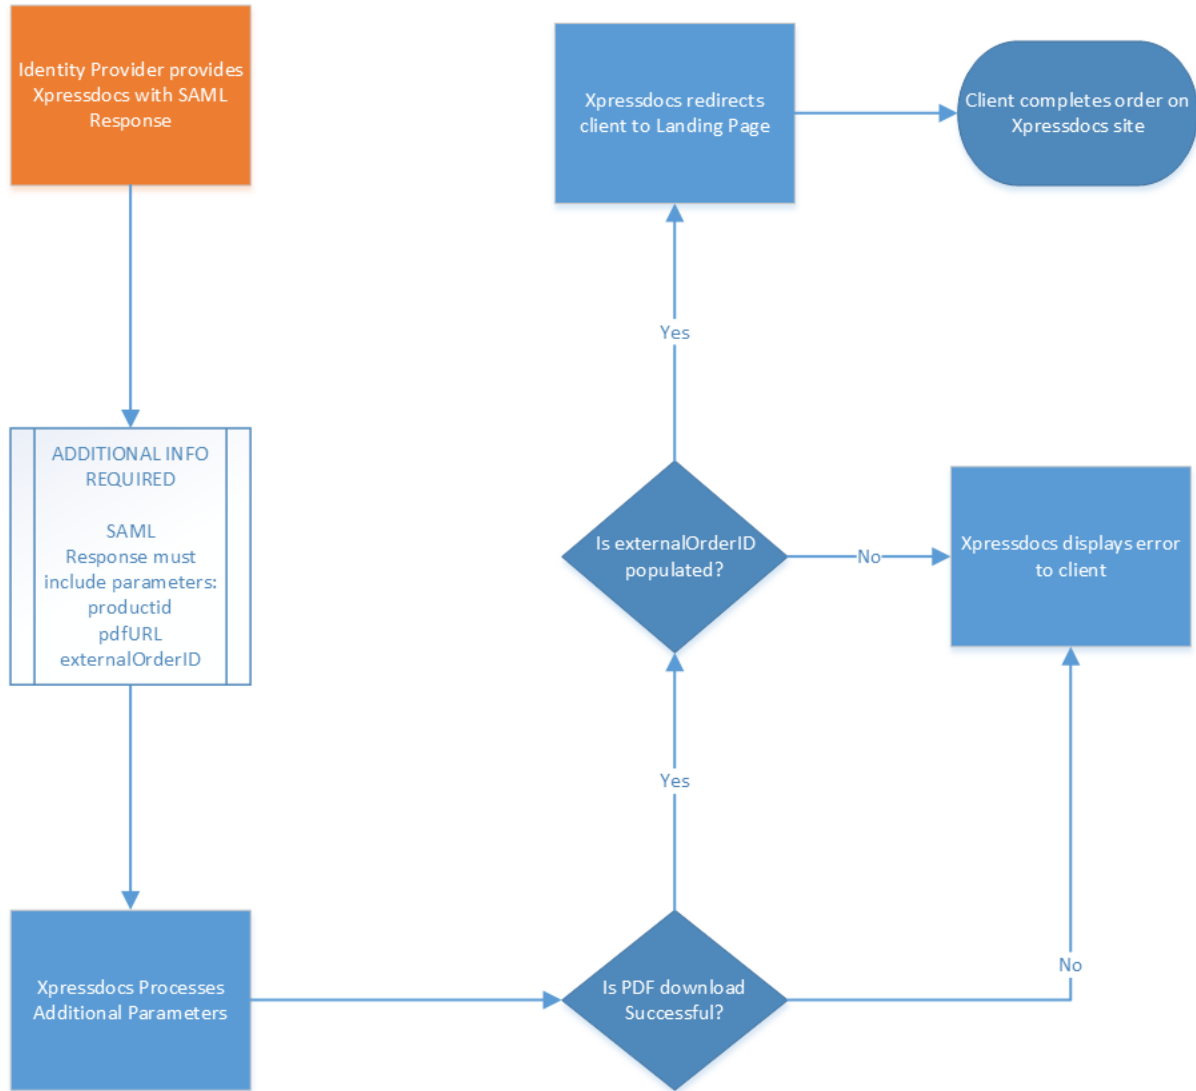 Identity Provider provides
Xpressdocs with SAML
Response
ADDITIONAL INFO
REQUIRED
SAML
Response must
include parameters:
productid
pdfURL
externalOrderID
Xpressdocs Processes
Additional Parameters
Is PDF download
Successful?
Yes
No
Is externalOrderID
populated?
Yes
No
Xpressdocs displays error
to client
Xpressdocs redirects
client to Landing Page
Client completes order on
Xpressdocs site